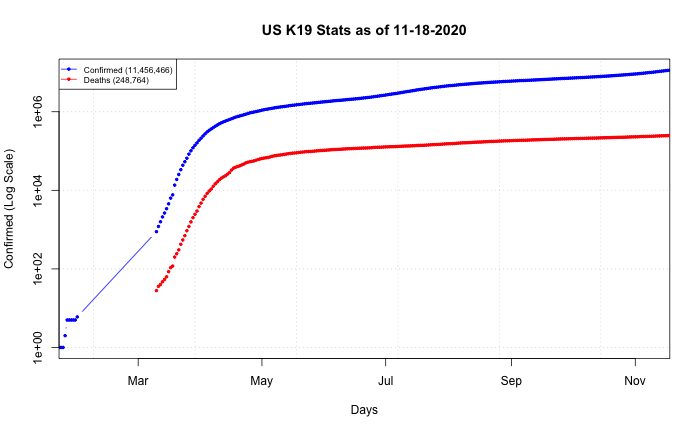 US K19 Stats as of 11-18-2020
Confirmed (11,456,466)
Deaths (248,764)
Confirmed (Log Scale)
1e+06
1e+04
1e+02
1e+00
Mar May Jul Sep Nov
Days